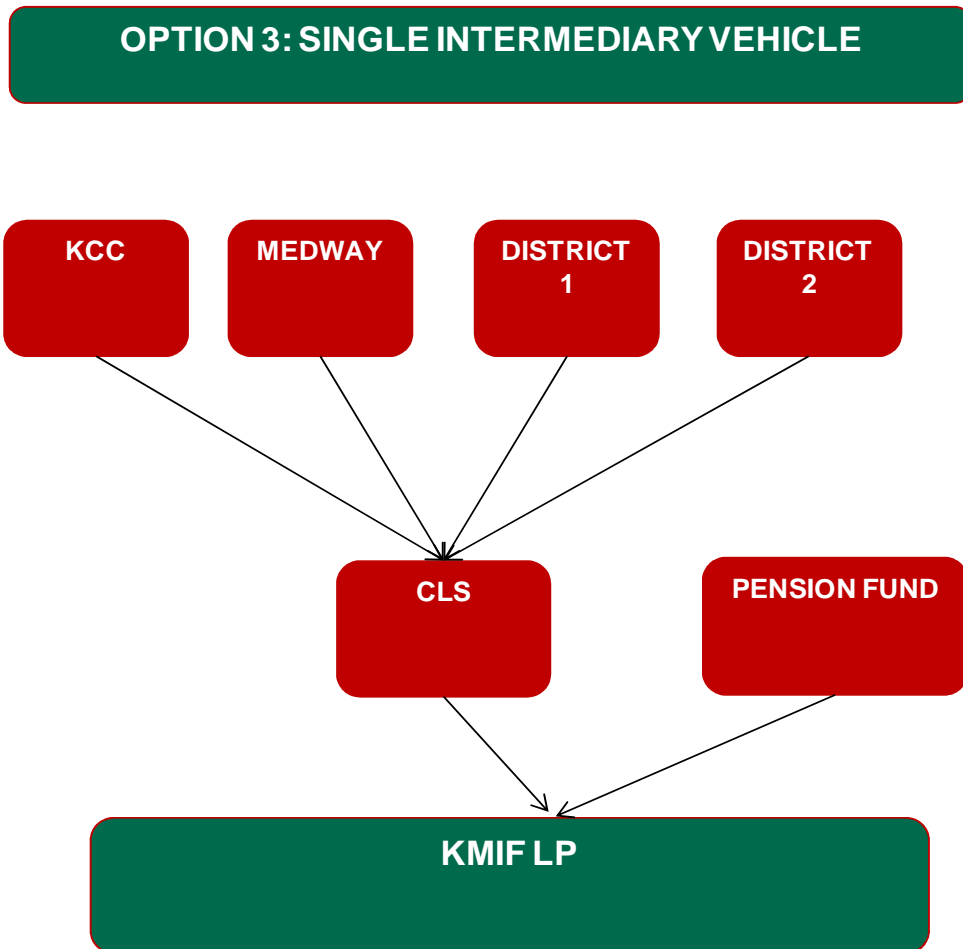 OPTION 3: SINGLE INTERMEDIARY VEHICLE
KCC
MEDWAY
DISTRICT
1
DISTRICT
2
CLS
PENSION FUND
KMIF LP